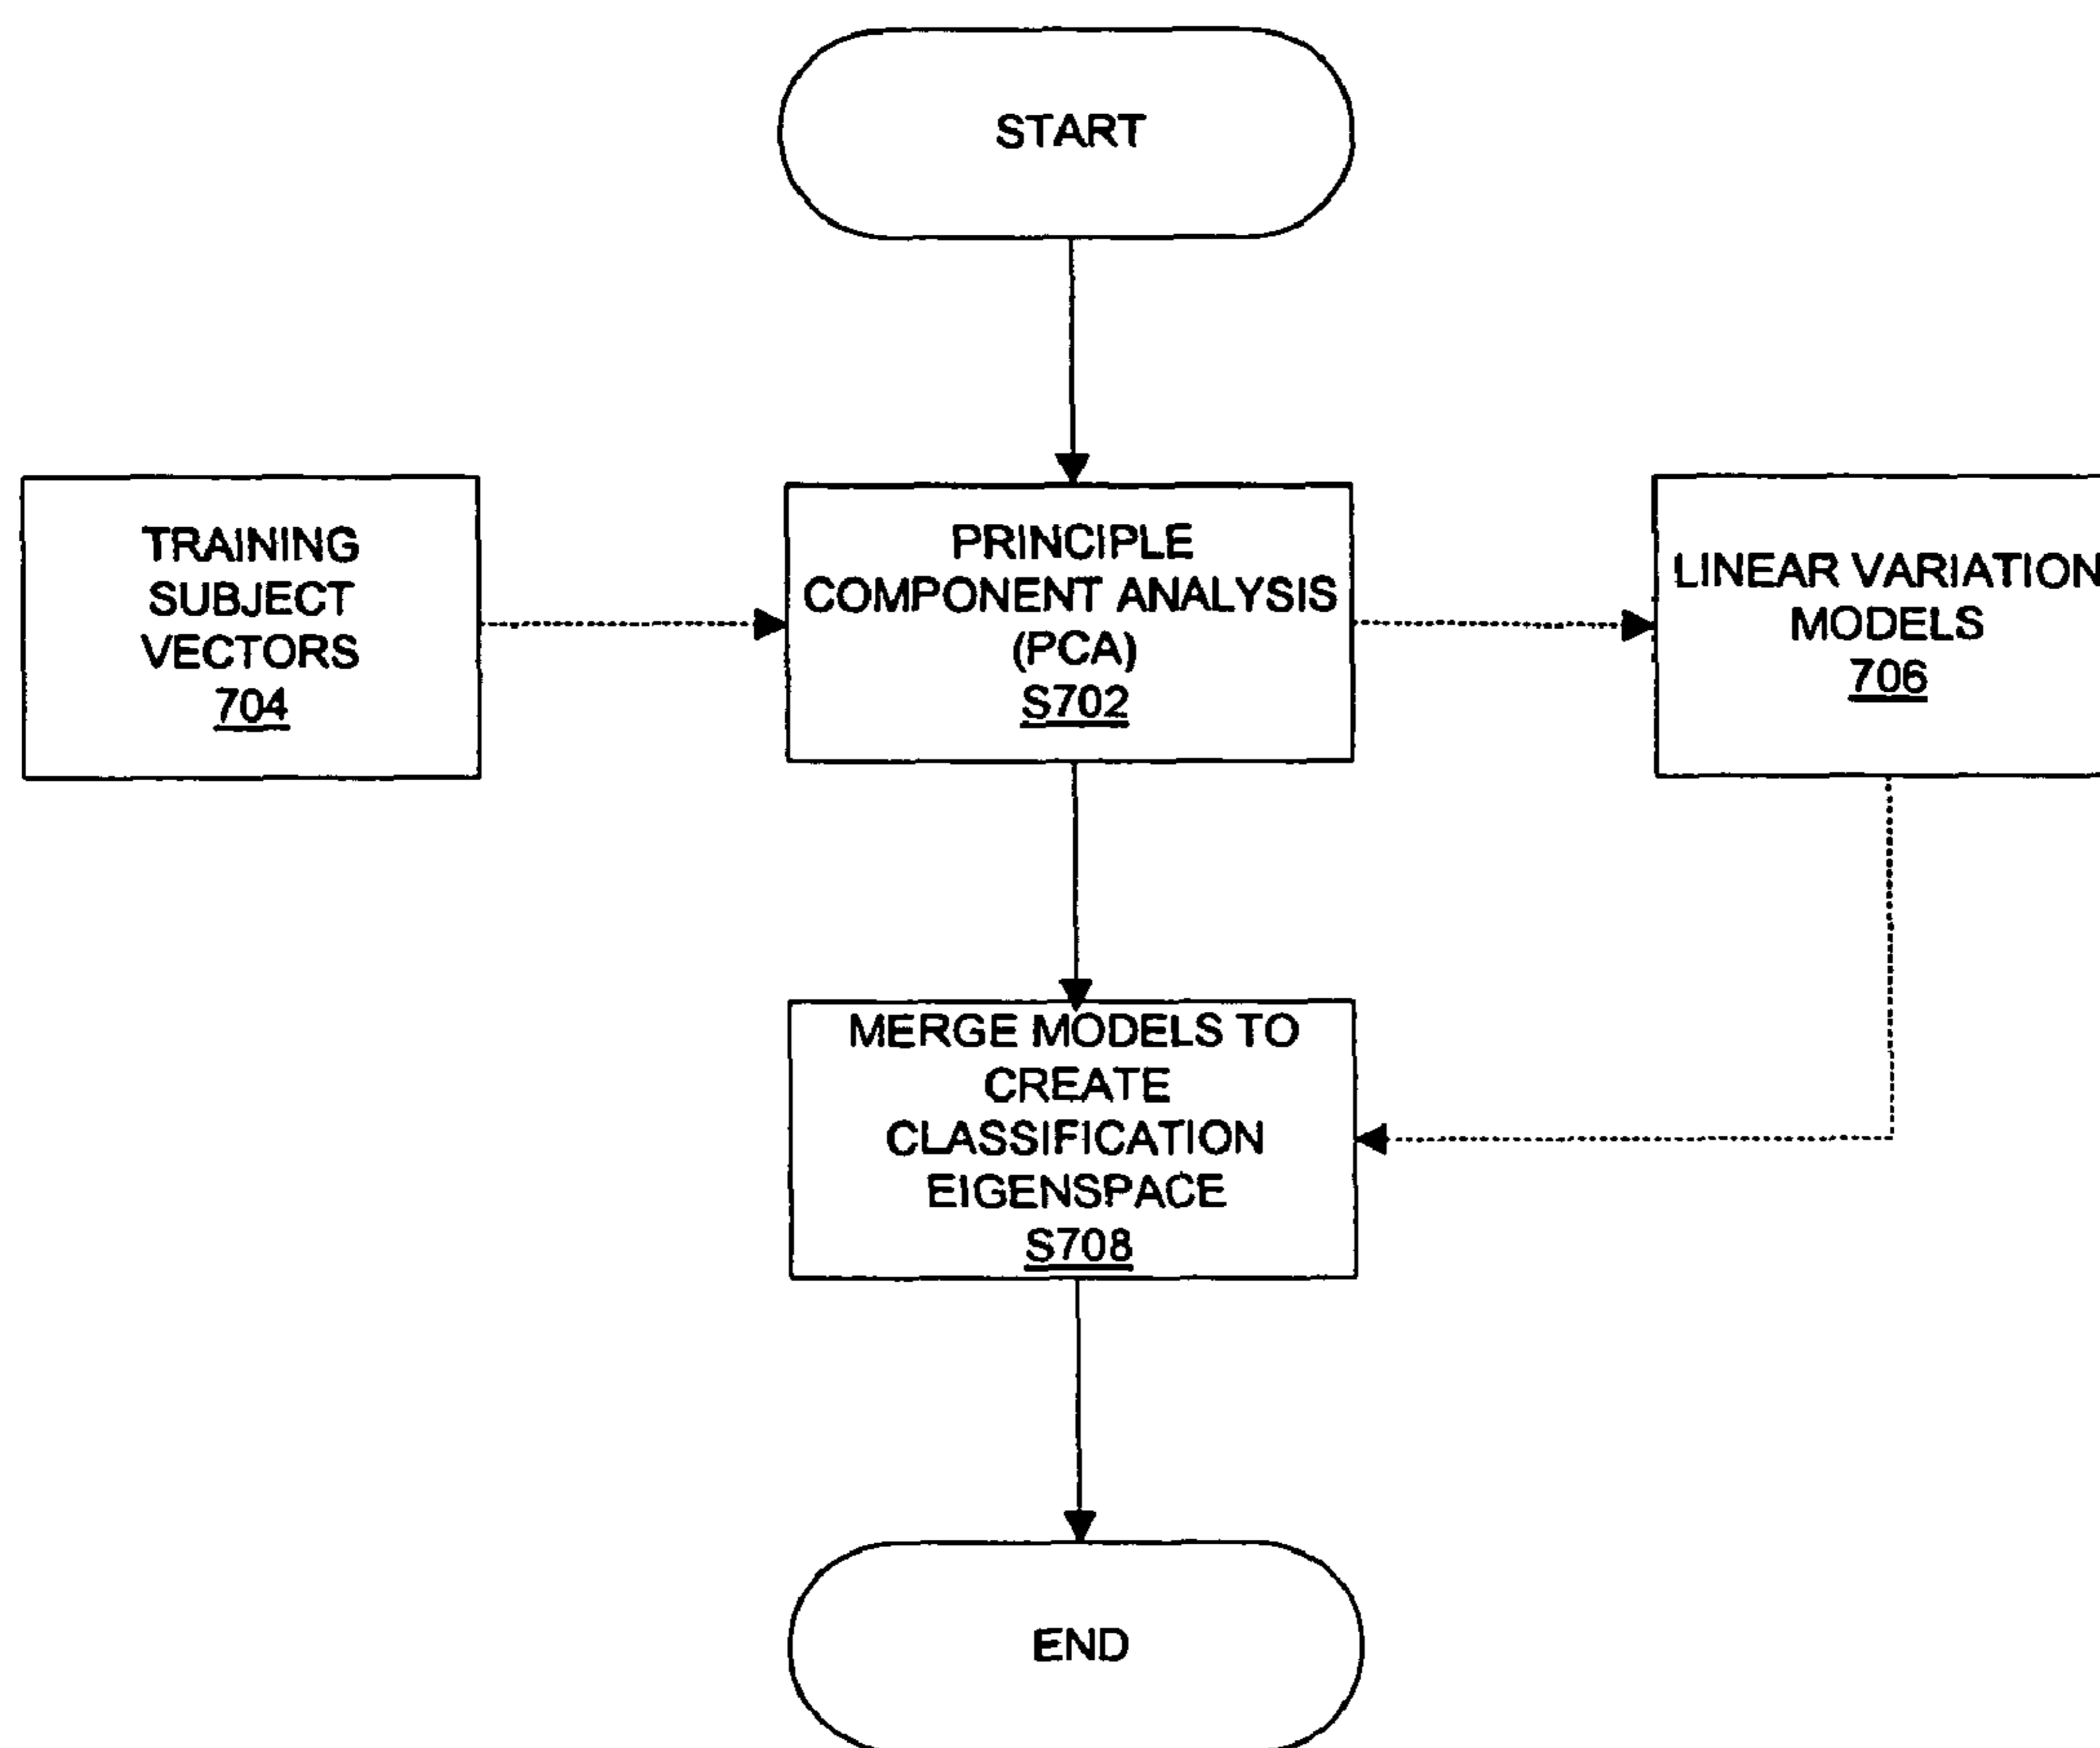 START
TRAINING
SUBJECT
VECTORS
704
PRINCIPLE
COMPONENT ANALYSIS
(PCA)
S702
LINEAR VARIATION
MODELS
706
MERGE MODELS TO
CREATE
CLASSIFICATION
EIGENSPACE
S708
END